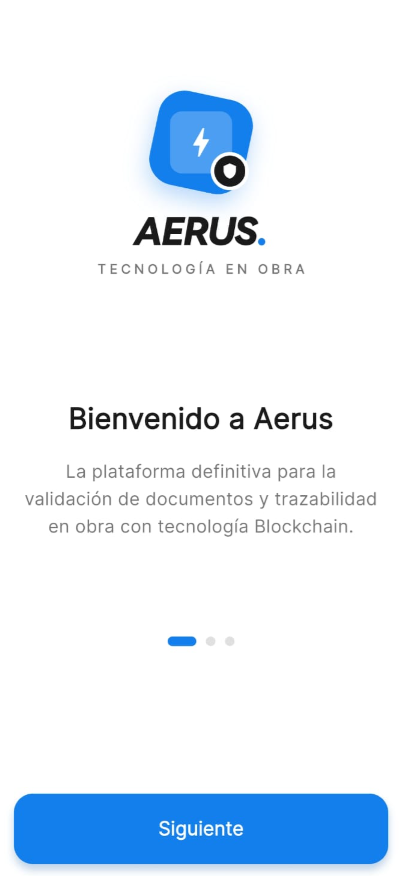 AERUS.
TECNOLOGÍA EN OBRA
Bienvenido a Aerus
La plataforma definitiva para la
validación de documentos y trazabilidad
en obra con tecnología Blockchain.
Siguiente